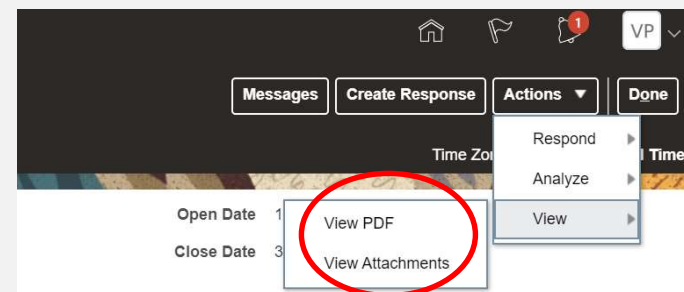 1
VP
Messages Create Response Actions Done
Time Zo l Time
Respond
Analyze
View
Open Date 1
Close Date 3
View PDF
View Attachments